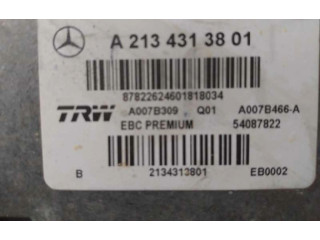 A 213 431 38 01
87822624601818034
TRW A007B309 Q01 A007B466-A
EBC PREMIUM 54087822
B 2134313801 EB0002